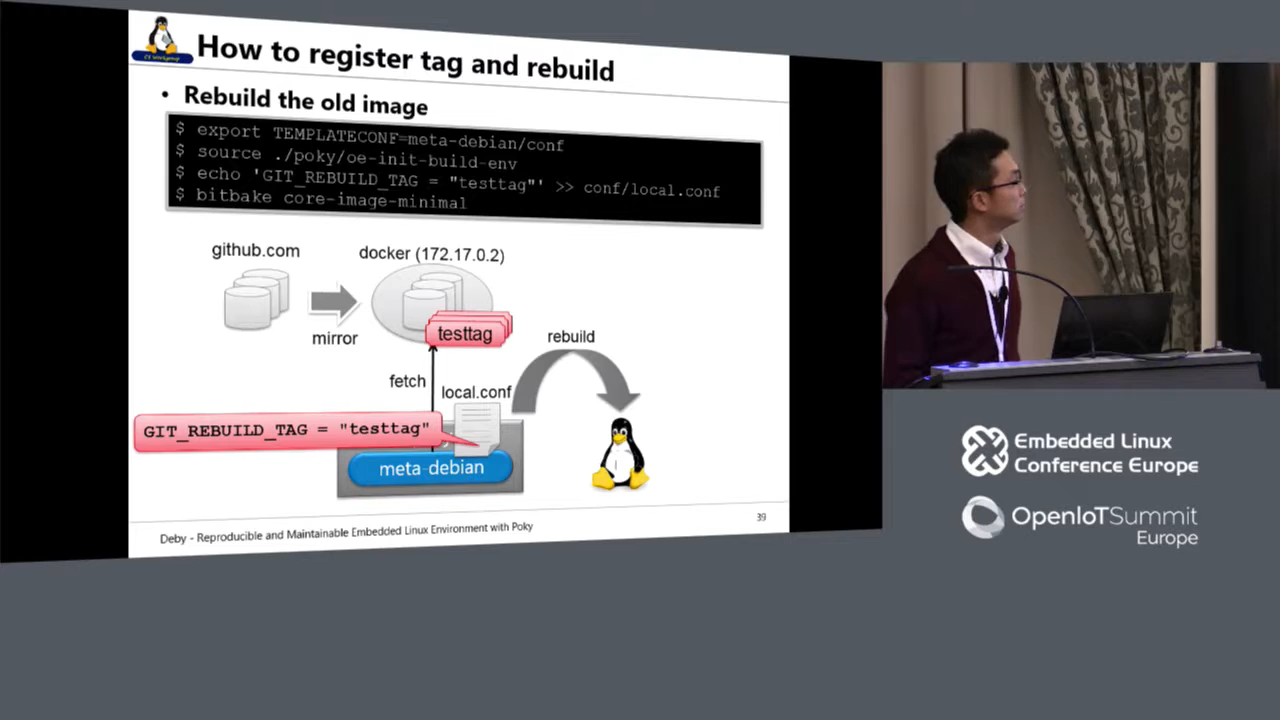 How to register tag and rebuild
• Rebuild the old image
$ export TEMPLATECONF=meta-debian/conf
$ source ./poky/oe-init-build-env
$ echo 'GIT_REBUILD_TAG = "testtag"' >> conf/local.conf
$ bitbake core-image-minimal
github.com
docker (172.17.0.2)
mirror
testtag
rebuild
fetch
local.conf
GIT_REBUILD_TAG = "testtag"
meta-debian
39
Deby - Reproducible and Maintainable Embedded Linux Environment with Poky
Embedded Linux
Conference Europe
OpenIoTSummit
Europe